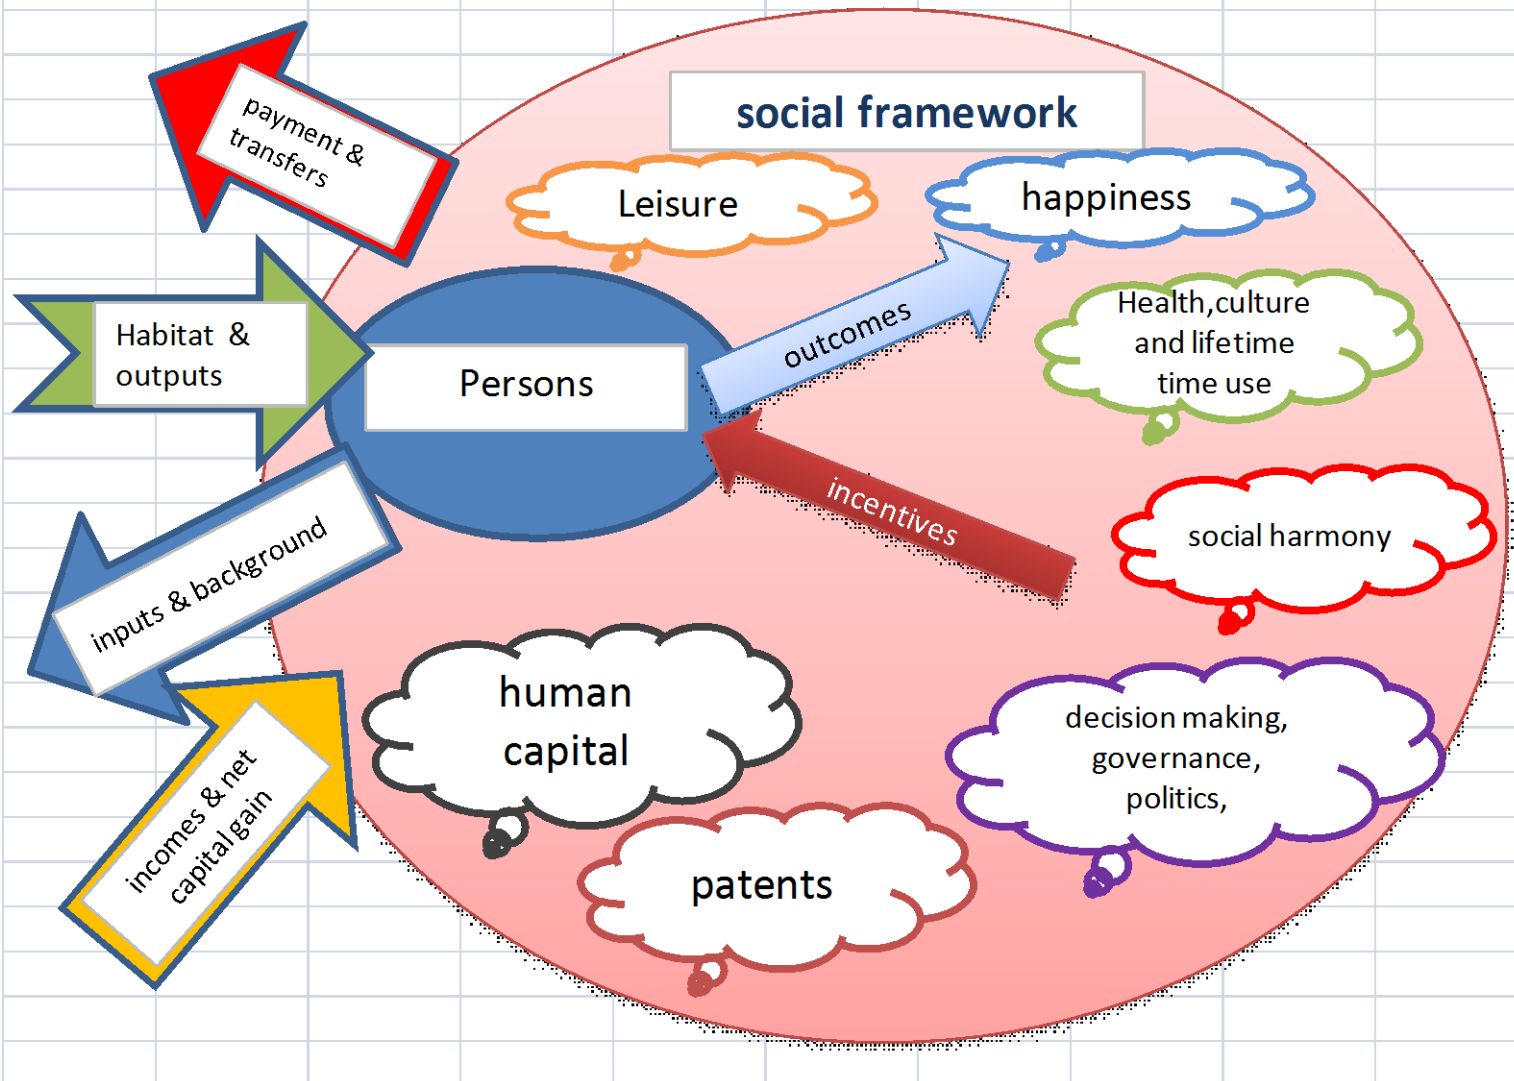 social framework
payment &
transfers
Leisure
happiness
Habitat &
outputs
Persons
outcomes
Health,culture
and lifetime
time use
incentives
social harmony
inputs & background
human
capital
decision making,
governance,
politics,
incomes & net
capital gain
patents